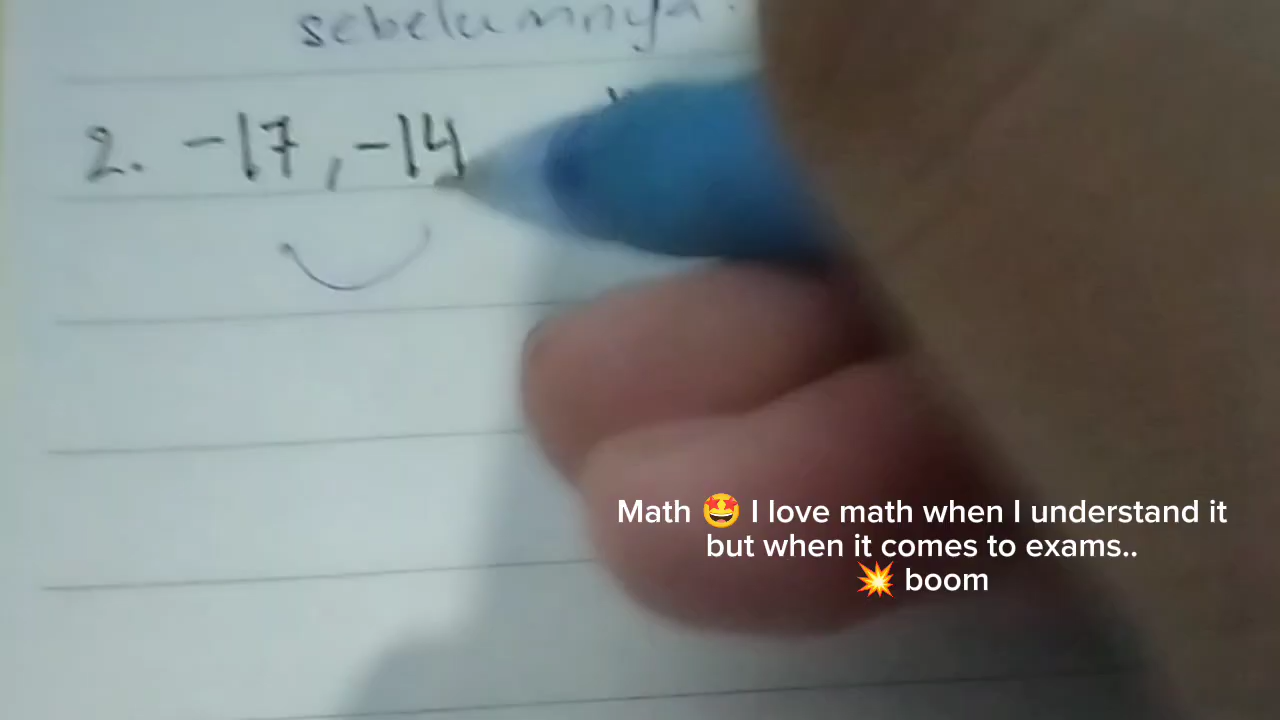 sebelumnya.
2. -17, -14
Math 🤩 I love math when I understand it
but when it comes to exams..
💥 boom